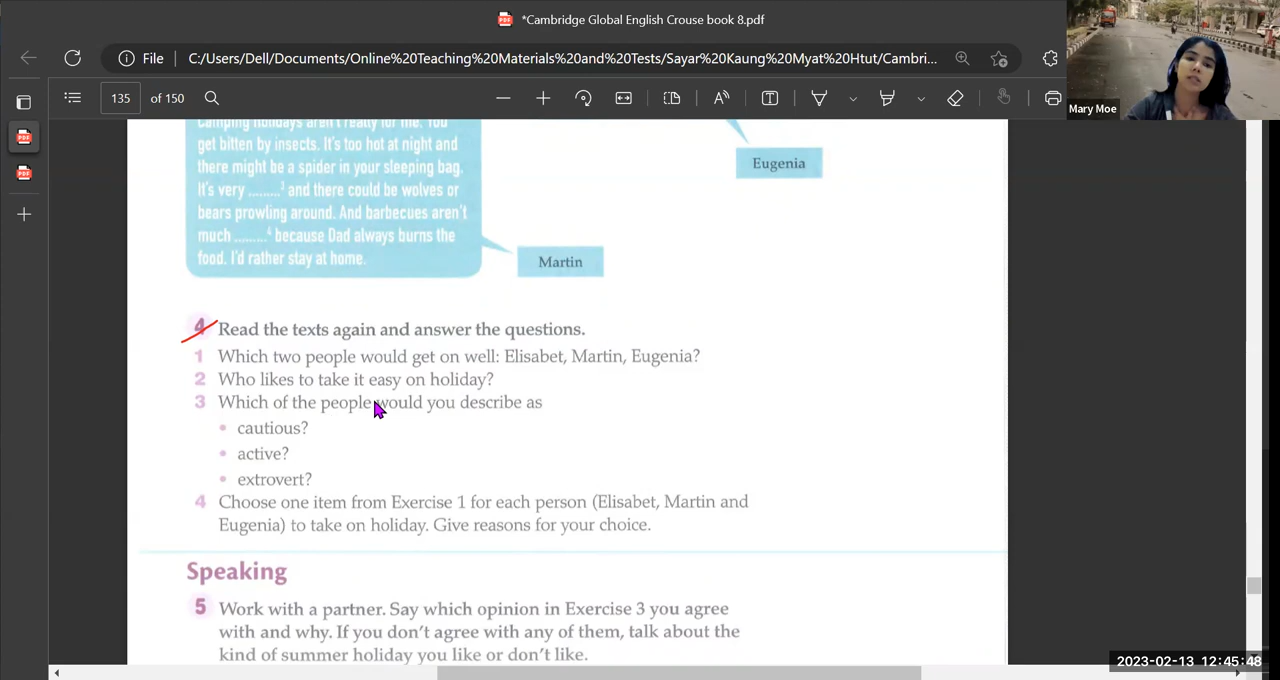 *Cambridge Global English Crouse book 8.pdf
File
C:/Users/Dell/Documents/Online%20Teaching%20Materials%20and%20Tests/Sayar%20Kaung%20Myat%20Htut/Cambri...
135 of 150
Mary Moe
Camping holidays aren't really for me. You
get bitten by insects. It's too hot at night and
there might be a spider in your sleeping bag.
It's very .........³ and there could be wolves or
bears prowling around. And barbecues aren't
much .........⁴ because Dad always burns the
food. I'd rather stay at home.
Eugenia
Martin
4 Read the texts again and answer the questions.
1 Which two people would get on well: Elisabet, Martin, Eugenia?
2 Who likes to take it easy on holiday?
3 Which of the people would you describe as
• cautious?
• active?
• extrovert?
4 Choose one item from Exercise 1 for each person (Elisabet, Martin and
Eugenia) to take on holiday. Give reasons for your choice.
Speaking
5 Work with a partner. Say which opinion in Exercise 3 you agree
with and why. If you don't agree with any of them, talk about the
kind of summer holiday you like or don't like.
2023-02-13 12:45:48